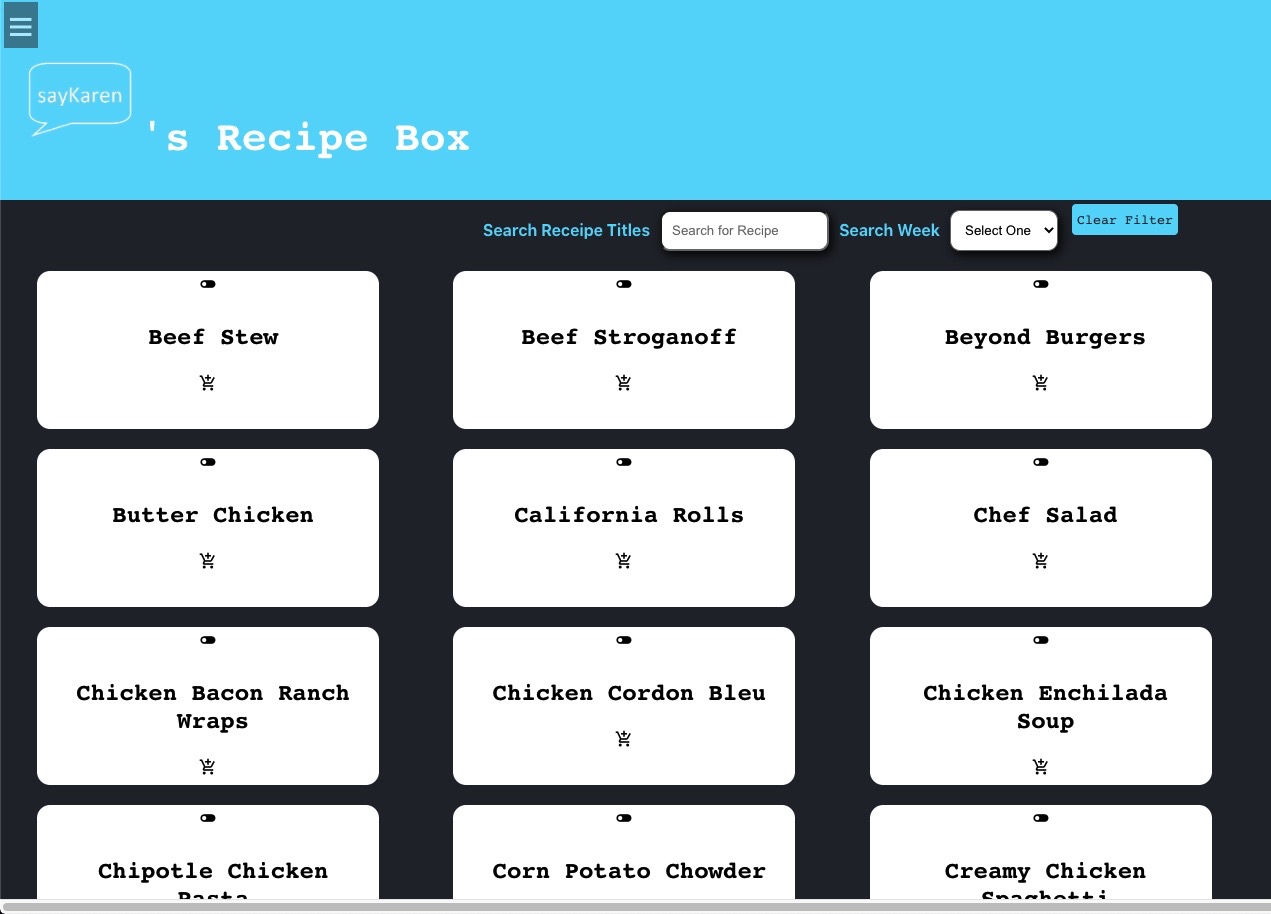 sayKaren
's Recipe Box
Search Receipe Titles Search for Recipe Search Week Select One Clear Filter
Beef Stew Beef Stroganoff Beyond Burgers
Butter Chicken California Rolls Chef Salad
Chicken Bacon Ranch Chicken Cordon Bleu Chicken Enchilada
Wraps Soup
Chipotle Chicken Corn Potato Chowder Creamy Chicken
Pasta Spaghetti